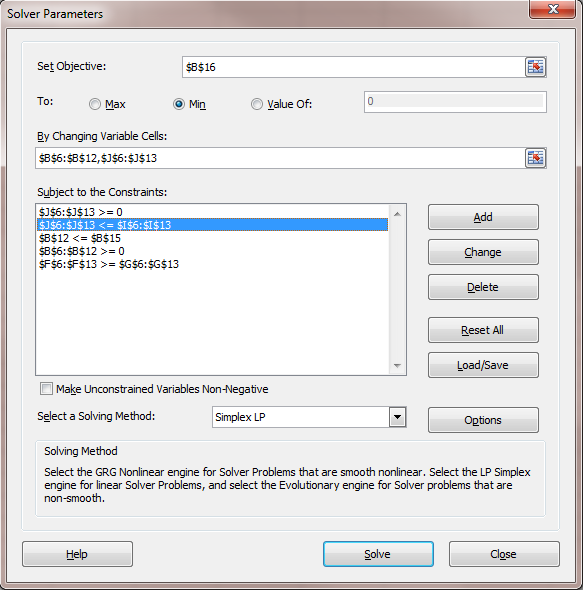 Solver Parameters
Set Objective: $B$16
To: Max Min Value Of: 0
By Changing Variable Cells:
$B$6:$B$12,$J$6:$J$13
Subject to the Constraints:
$J$6:$J$13 >= 0
$J$6:$J$13 <= $I$6:$I$13
$B$12 <= $B$15
$B$6:$B$12 >= 0
$F$6:$F$13 >= $G$6:$G$13
Add
Change
Delete
Reset All
Load/Save
Make Unconstrained Variables Non-Negative
Select a Solving Method: Simplex LP
Options
Solving Method
Select the GRG Nonlinear engine for Solver Problems that are smooth nonlinear. Select the LP Simplex
engine for linear Solver Problems, and select the Evolutionary engine for Solver problems that are
non-smooth.
Help Solve Close